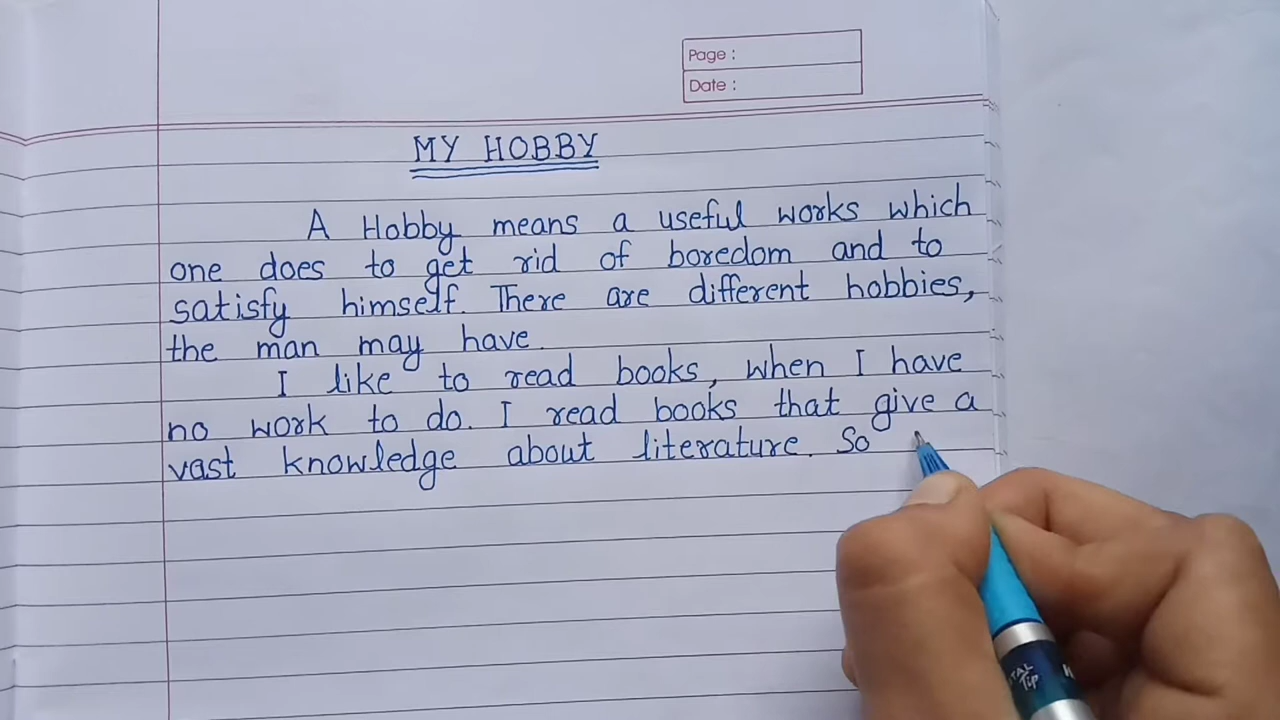 Page :
Date :
MY HOBBY
A Hobby means a useful works which
one does to get rid of boredom and to
satisfy himself. There are different hobbies,
the man may have.
I like to read books, when I have
no work to do. I read books that give a
vast knowledge about literature. So